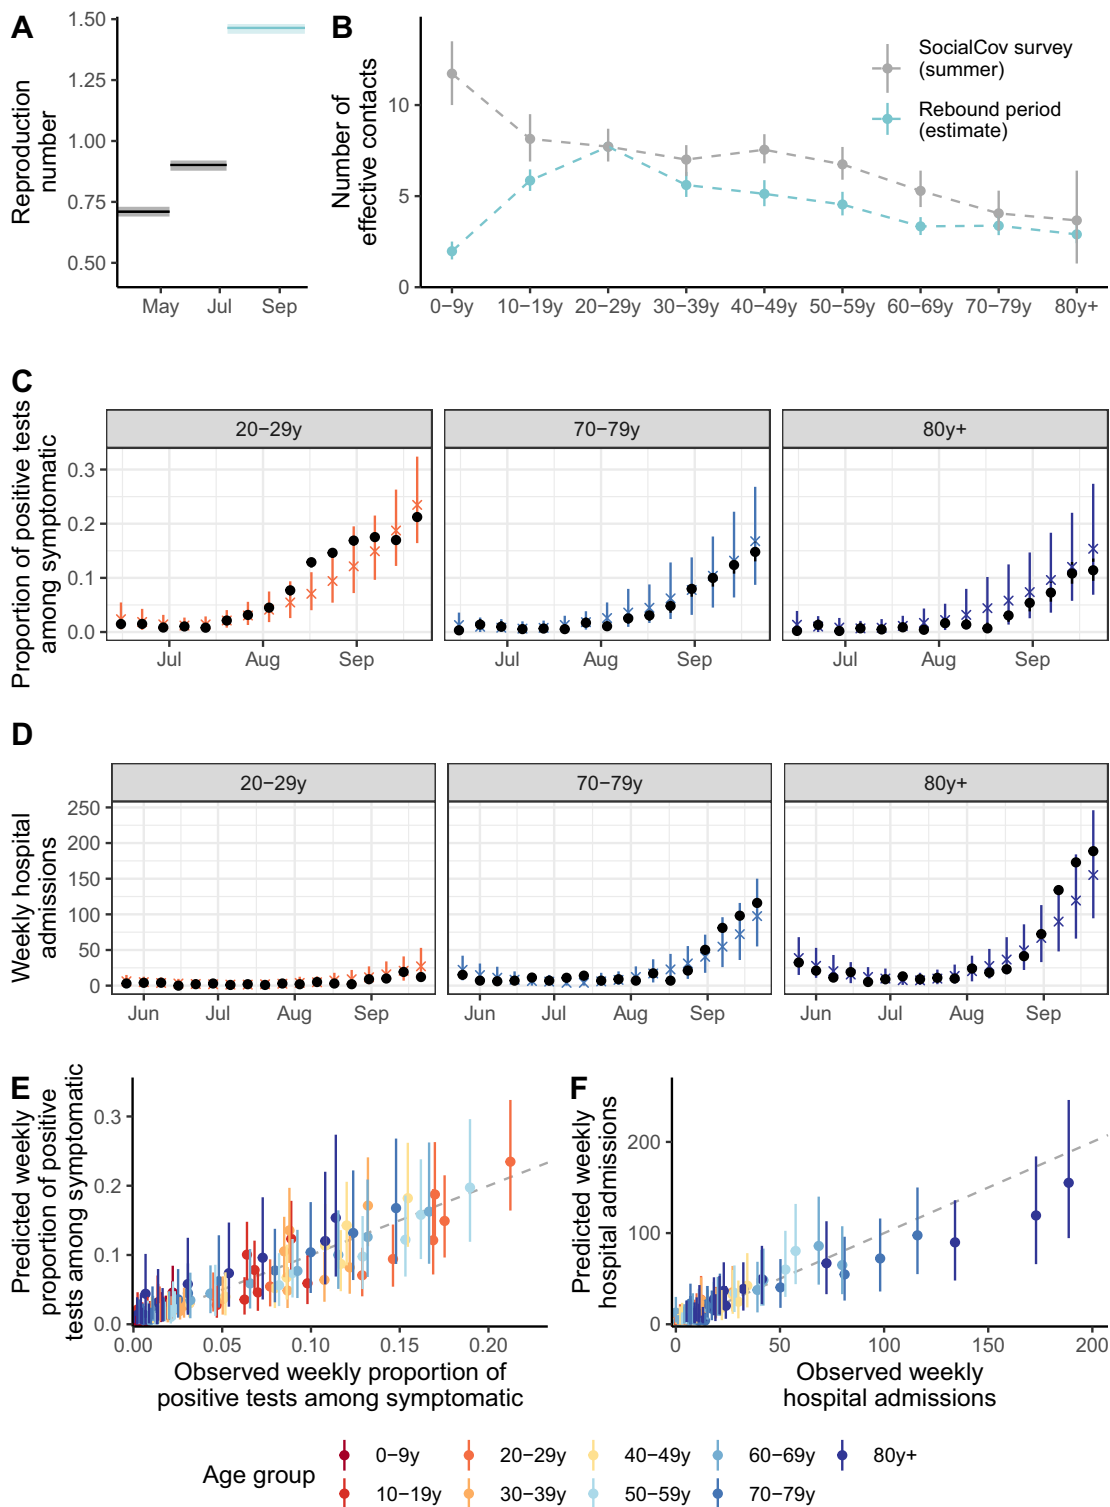 A
Reproduction
number
1.50
1.25
1.00
0.75
0.50
May
Jul
Sep
B
Number of
effective contacts
10
5
0
0−9y
10−19y
20−29y
30−39y
40−49y
50−59y
60−69y
70−79y
80y+
SocialCov survey
(summer)
Rebound period
(estimate)
C
Proportion of positive tests
among symptomatic
20−29y
70−79y
80y+
0.3
0.2
0.1
0.0
Jul
Aug
Sep
Jul
Aug
Sep
Jul
Aug
Sep
D
Weekly hospital
admissions
20−29y
70−79y
80y+
250
200
150
100
50
0
Jun
Jul
Aug
Sep
Jun
Jul
Aug
Sep
Jun
Jul
Aug
Sep
E
Predicted weekly
proportion of positive
tests among symptomatic
0.3
0.2
0.1
0.0
0.00
0.05
0.10
0.15
0.20
Observed weekly proportion of
positive tests among symptomatic
F
Predicted weekly
hospital admissions
200
100
0
0
50
100
150
200
Observed weekly
hospital admissions
Age group
0−9y
10−19y
20−29y
30−39y
40−49y
50−59y
60−69y
70−79y
80y+